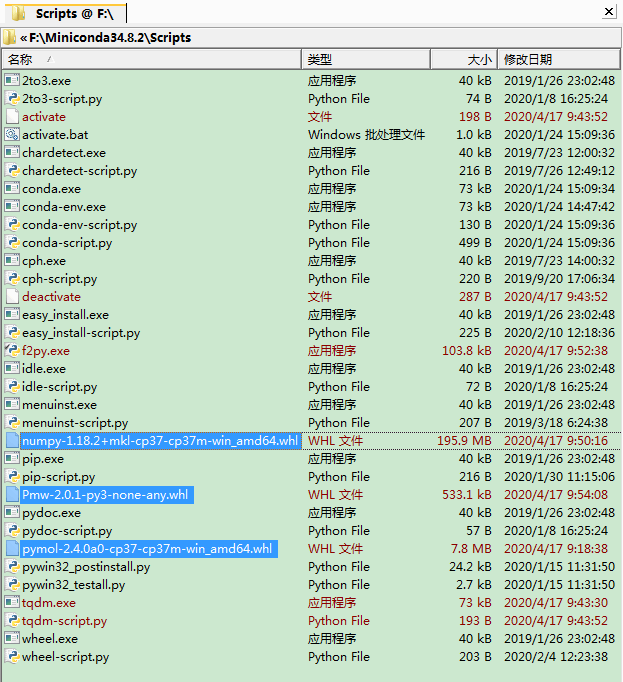 Scripts @ F:\
« F:\Miniconda34.8.2\Scripts
名称 类型 大小 修改日期
2to3.exe 应用程序 40 kB 2019/1/26 23:02:48
2to3-script.py Python File 74 B 2020/1/8 16:25:24
activate 文件 198 B 2020/4/17 9:43:52
activate.bat Windows 批处理文件 1.0 kB 2020/1/24 15:09:36
chardetect.exe 应用程序 40 kB 2019/7/23 12:00:32
chardetect-script.py Python File 216 B 2019/7/26 12:49:12
conda.exe 应用程序 73 kB 2020/1/24 15:09:34
conda-env.exe 应用程序 73 kB 2020/1/24 14:47:42
conda-env-script.py Python File 130 B 2020/1/24 15:09:36
conda-script.py Python File 499 B 2020/1/24 15:09:36
cph.exe 应用程序 40 kB 2019/7/23 14:00:32
cph-script.py Python File 220 B 2019/9/20 17:06:34
deactivate 文件 287 B 2020/4/17 9:43:52
easy_install.exe 应用程序 40 kB 2019/1/26 23:02:48
easy_install-script.py Python File 225 B 2020/2/10 12:18:36
f2py.exe 应用程序 103.8 kB 2020/4/17 9:52:38
idle.exe 应用程序 40 kB 2019/1/26 23:02:48
idle-script.py Python File 72 B 2020/1/8 16:25:24
menuinst.exe 应用程序 40 kB 2019/1/26 23:02:48
menuinst-script.py Python File 207 B 2019/3/18 6:24:38
numpy-1.18.2+mkl-cp37-cp37m-win_amd64.whl WHL 文件 195.9 MB 2020/4/17 9:50:16
pip.exe 应用程序 40 kB 2019/1/26 23:02:48
pip-script.py Python File 216 B 2020/1/30 11:15:06
Pmw-2.0.1-py3-none-any.whl WHL 文件 533.1 kB 2020/4/17 9:54:08
pydoc.exe 应用程序 40 kB 2019/1/26 23:02:48
pydoc-script.py Python File 57 B 2020/1/8 16:25:24
pymol-2.4.0a0-cp37-cp37m-win_amd64.whl WHL 文件 7.8 MB 2020/4/17 9:18:38
pywin32_postinstall.py Python File 24.2 kB 2020/1/15 11:31:50
pywin32_testall.py Python File 2.7 kB 2020/1/15 11:31:50
tqdm.exe 应用程序 73 kB 2020/4/17 9:43:30
tqdm-script.py Python File 193 B 2020/4/17 9:43:52
wheel.exe 应用程序 40 kB 2019/1/26 23:02:48
wheel-script.py Python File 203 B 2020/2/4 12:23:38